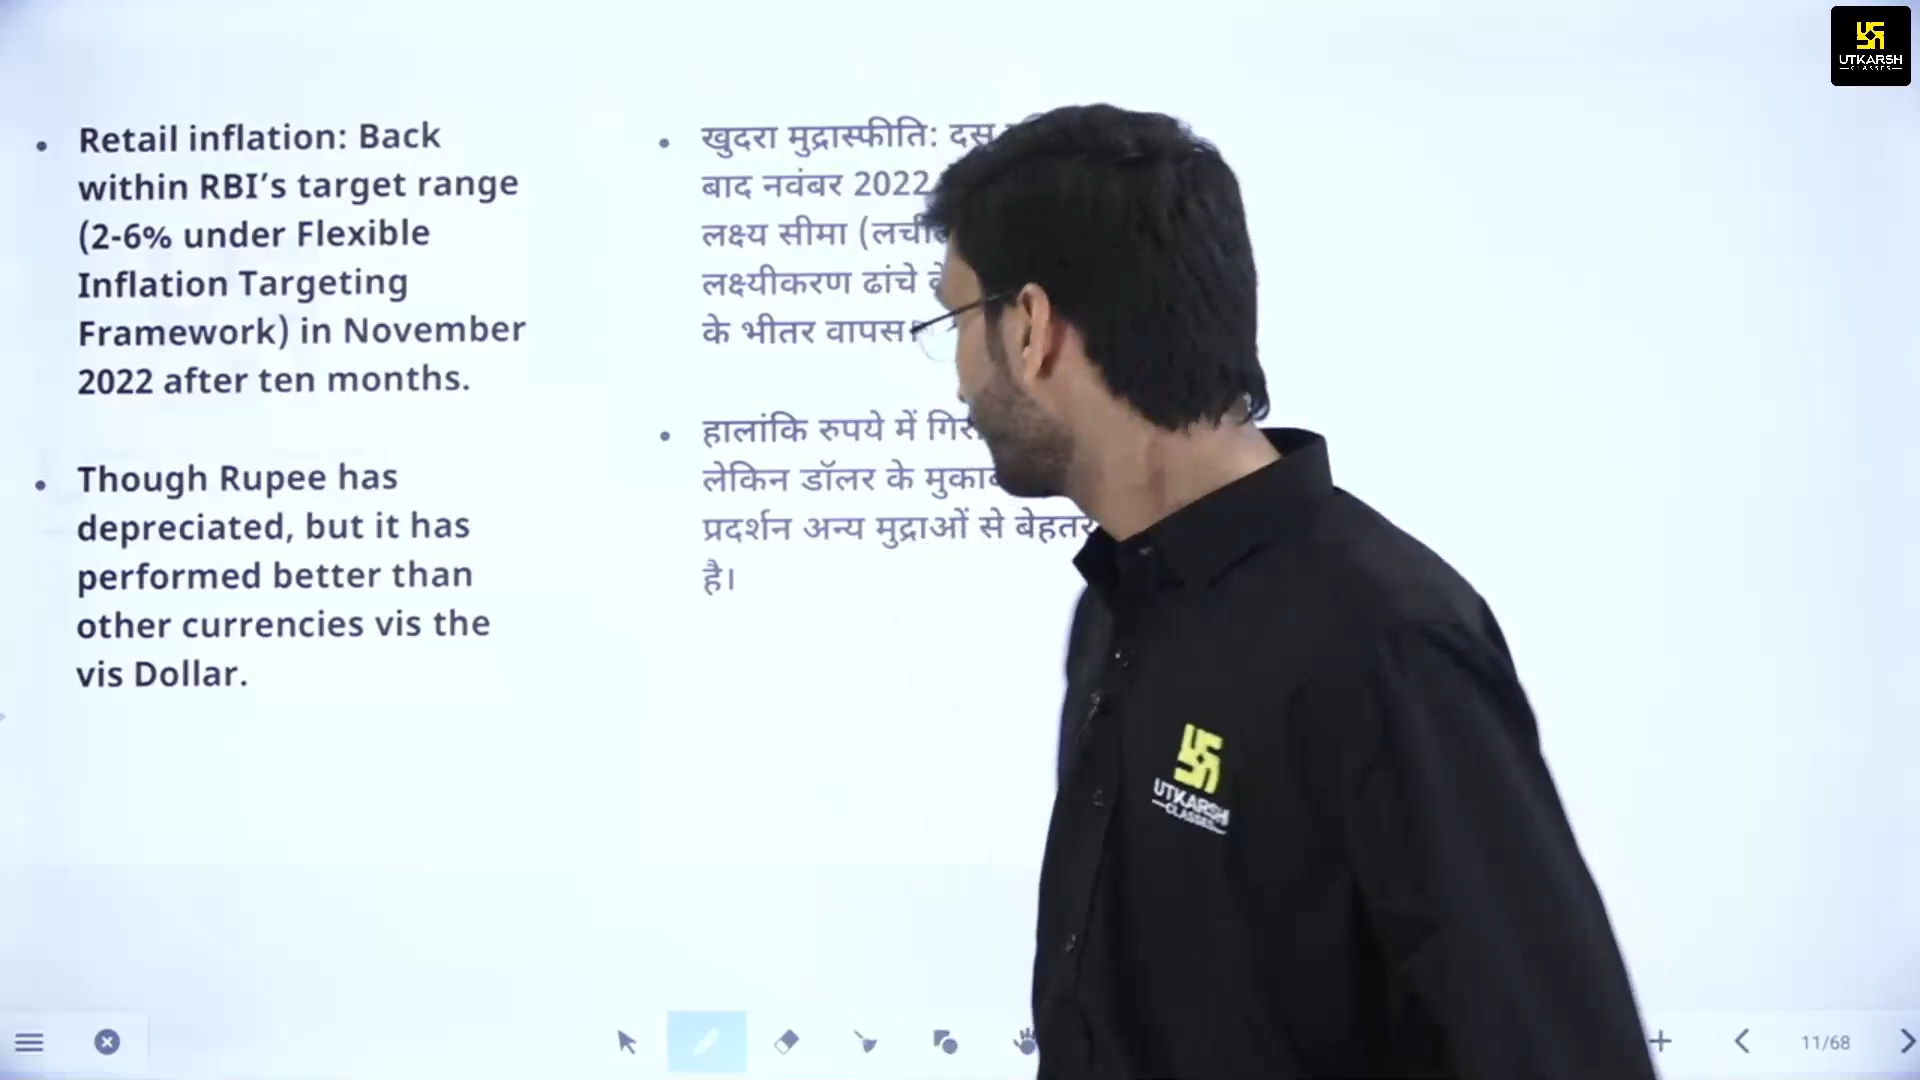 UTKARSH
CLASSES
• Retail inflation: Back
within RBI’s target range
(2-6% under Flexible
Inflation Targeting
Framework) in November
2022 after ten months.
• Though Rupee has
depreciated, but it has
performed better than
other currencies vis the
vis Dollar.
• खुदरा मुद्रास्फीति: दस
बाद नवंबर 2022
लक्ष्य सीमा
लक्ष्यीकरण ढांचे
के भीतर वापस
• हालांकि रुपये में
लेकिन डॉलर के
प्रदर्शन अन्य मुद्राओं से बेहतर
है।
UTKARSH
CLASSES
11/68